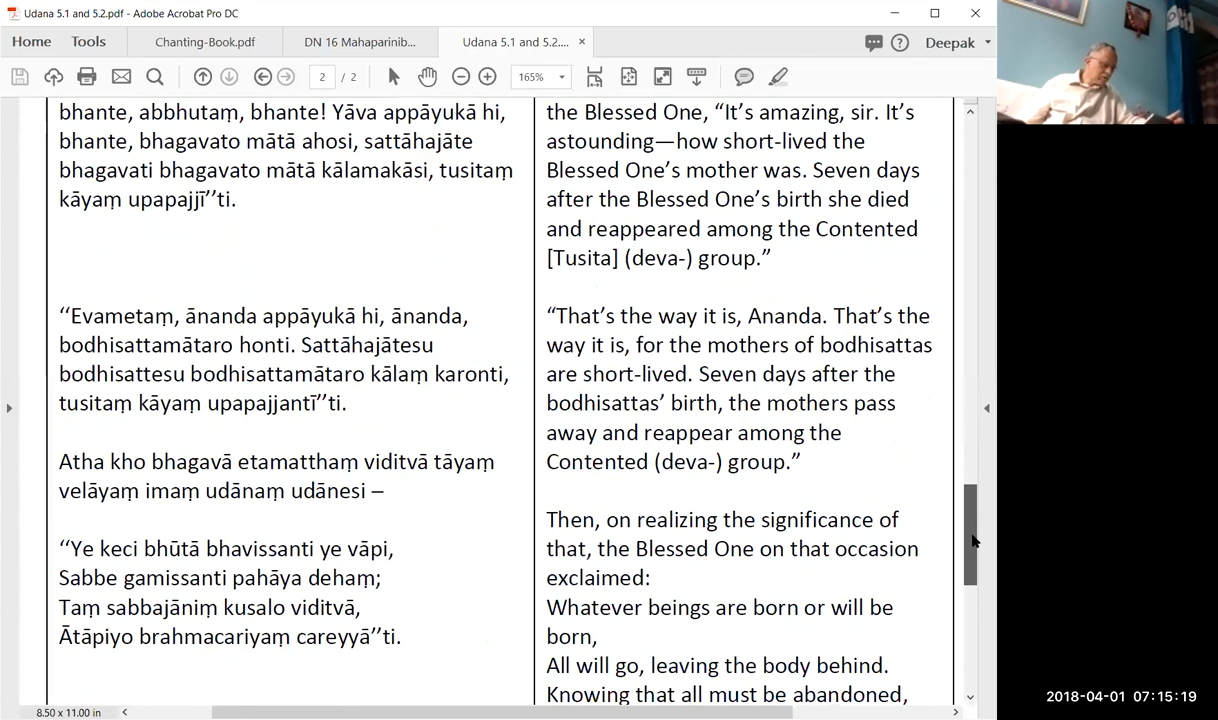 Udana 5.1 and 5.2.pdf - Adobe Acrobat Pro DC
Home Tools Chanting-Book.pdf DN 16 Mahaparinib... Udana 5.1 and 5.2.... × Deepak
2 / 2 165%
bhante, abbhutaṃ, bhante! Yāva appāyukā hi,
bhante, bhagavato mātā ahosi, sattāhajāte
bhagavati bhagavato mātā kālamakāsi, tusitaṃ
kāyaṃ upapajjī’’ti.
‘‘Evametaṃ, ānanda appāyukā hi, ānanda,
bodhisattamātaro honti. Sattāhajātesu
bodhisattesu bodhisattamātaro kālaṃ karonti,
tusitaṃ kāyaṃ upapajjantī’’ti.
Atha kho bhagavā etamatthaṃ viditvā tāyaṃ
velāyaṃ imaṃ udānaṃ udānesi –
‘‘Ye keci bhūtā bhavissanti ye vāpi,
Sabbe gamissanti pahāya dehaṃ;
Taṃ sabbajāniṃ kusalo viditvā,
Ātāpiyo brahmacariyaṃ careyyā’’ti.
the Blessed One, “It’s amazing, sir. It’s
astounding—how short-lived the
Blessed One’s mother was. Seven days
after the Blessed One’s birth she died
and reappeared among the Contented
[Tusita] (deva-) group.”
“That’s the way it is, Ananda. That’s the
way it is, for the mothers of bodhisattas
are short-lived. Seven days after the
bodhisattas’ birth, the mothers pass
away and reappear among the
Contented (deva-) group.”
Then, on realizing the significance of
that, the Blessed One on that occasion
exclaimed:
Whatever beings are born or will be
born,
All will go, leaving the body behind.
Knowing that all must be abandoned,
8.50 x 11.00 in
2018-04-01 07:15:19